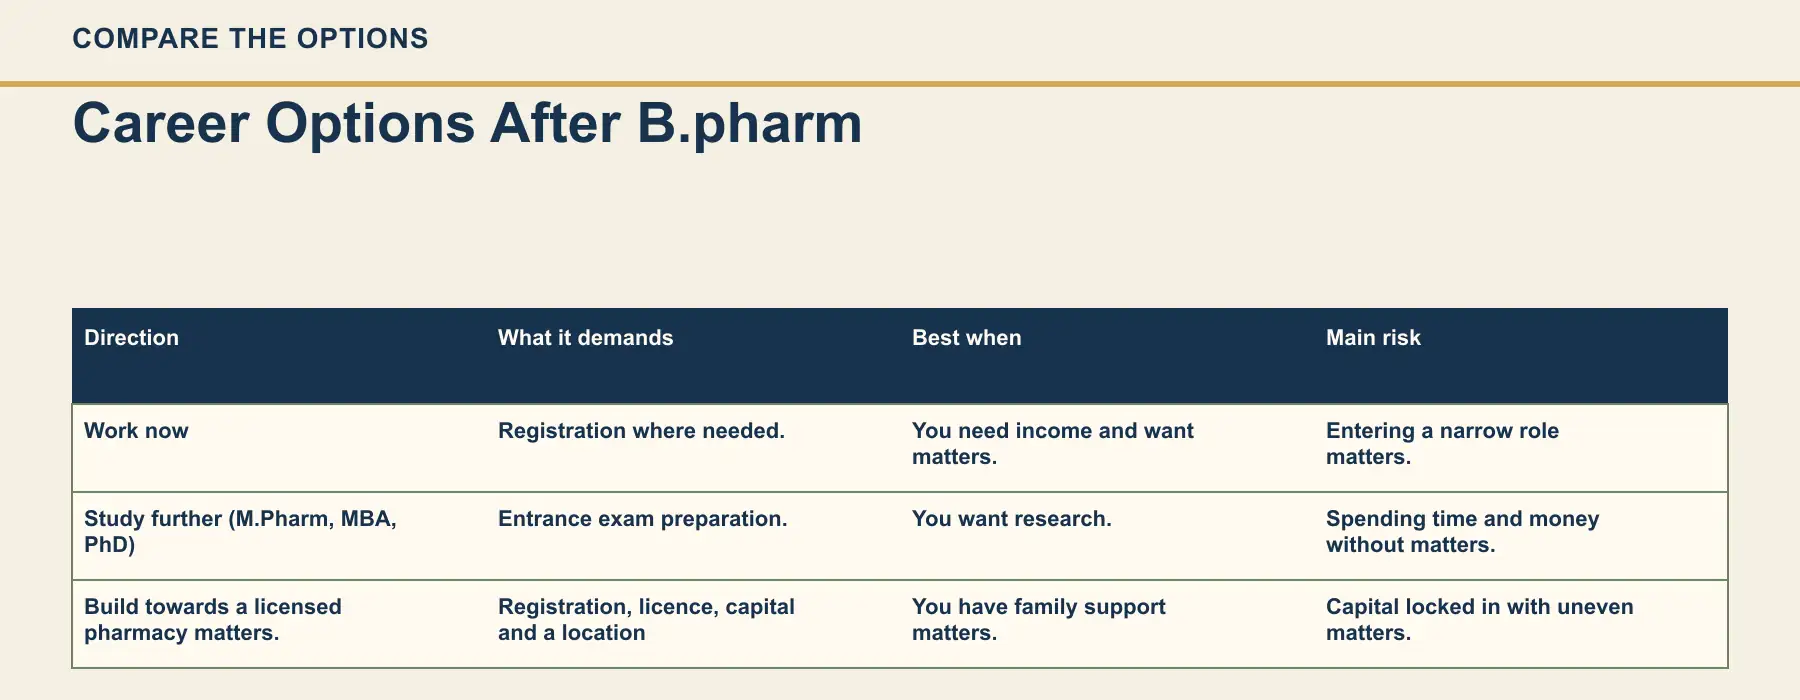 COMPARE THE OPTIONS
Career Options After B.pharm
Direction
What it demands
Best when
Main risk
Work now
Registration where needed.
You need income and want
matters.
Entering a narrow role
matters.
Study further (M.Pharm, MBA,
PhD)
Entrance exam preparation.
You want research.
Spending time and money
without matters.
Build towards a licensed
pharmacy matters.
Registration, licence, capital
and a location
You have family support
matters.
Capital locked in with uneven
matters.